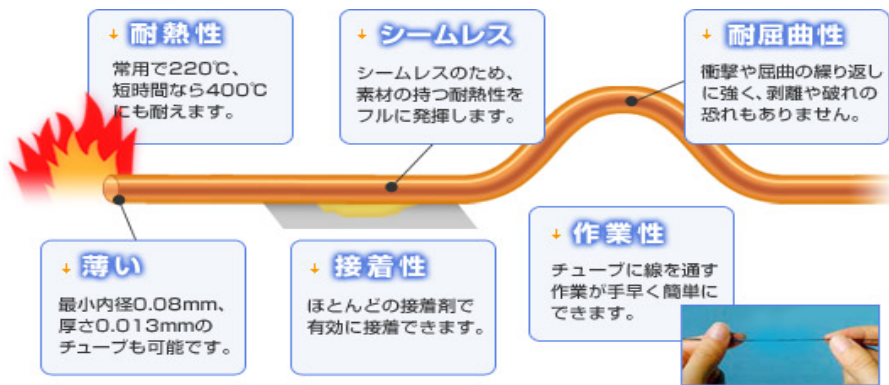 耐熱性
常用で220℃、
短時間なら400℃
にも耐えます。
シームレス
シームレスのため、
素材の持つ耐熱性を
フルに発揮します。
耐屈曲性
衝撃や屈曲の繰り返し
に強く、剥離や破れの
恐れもありません。
薄い
最小内径0.08mm、
厚さ0.013mmの
チューブも可能です。
接着性
ほとんどの接着剤で
有効に接着できます。
作業性
チューブに線を通す
作業が手早く簡単に
できます。